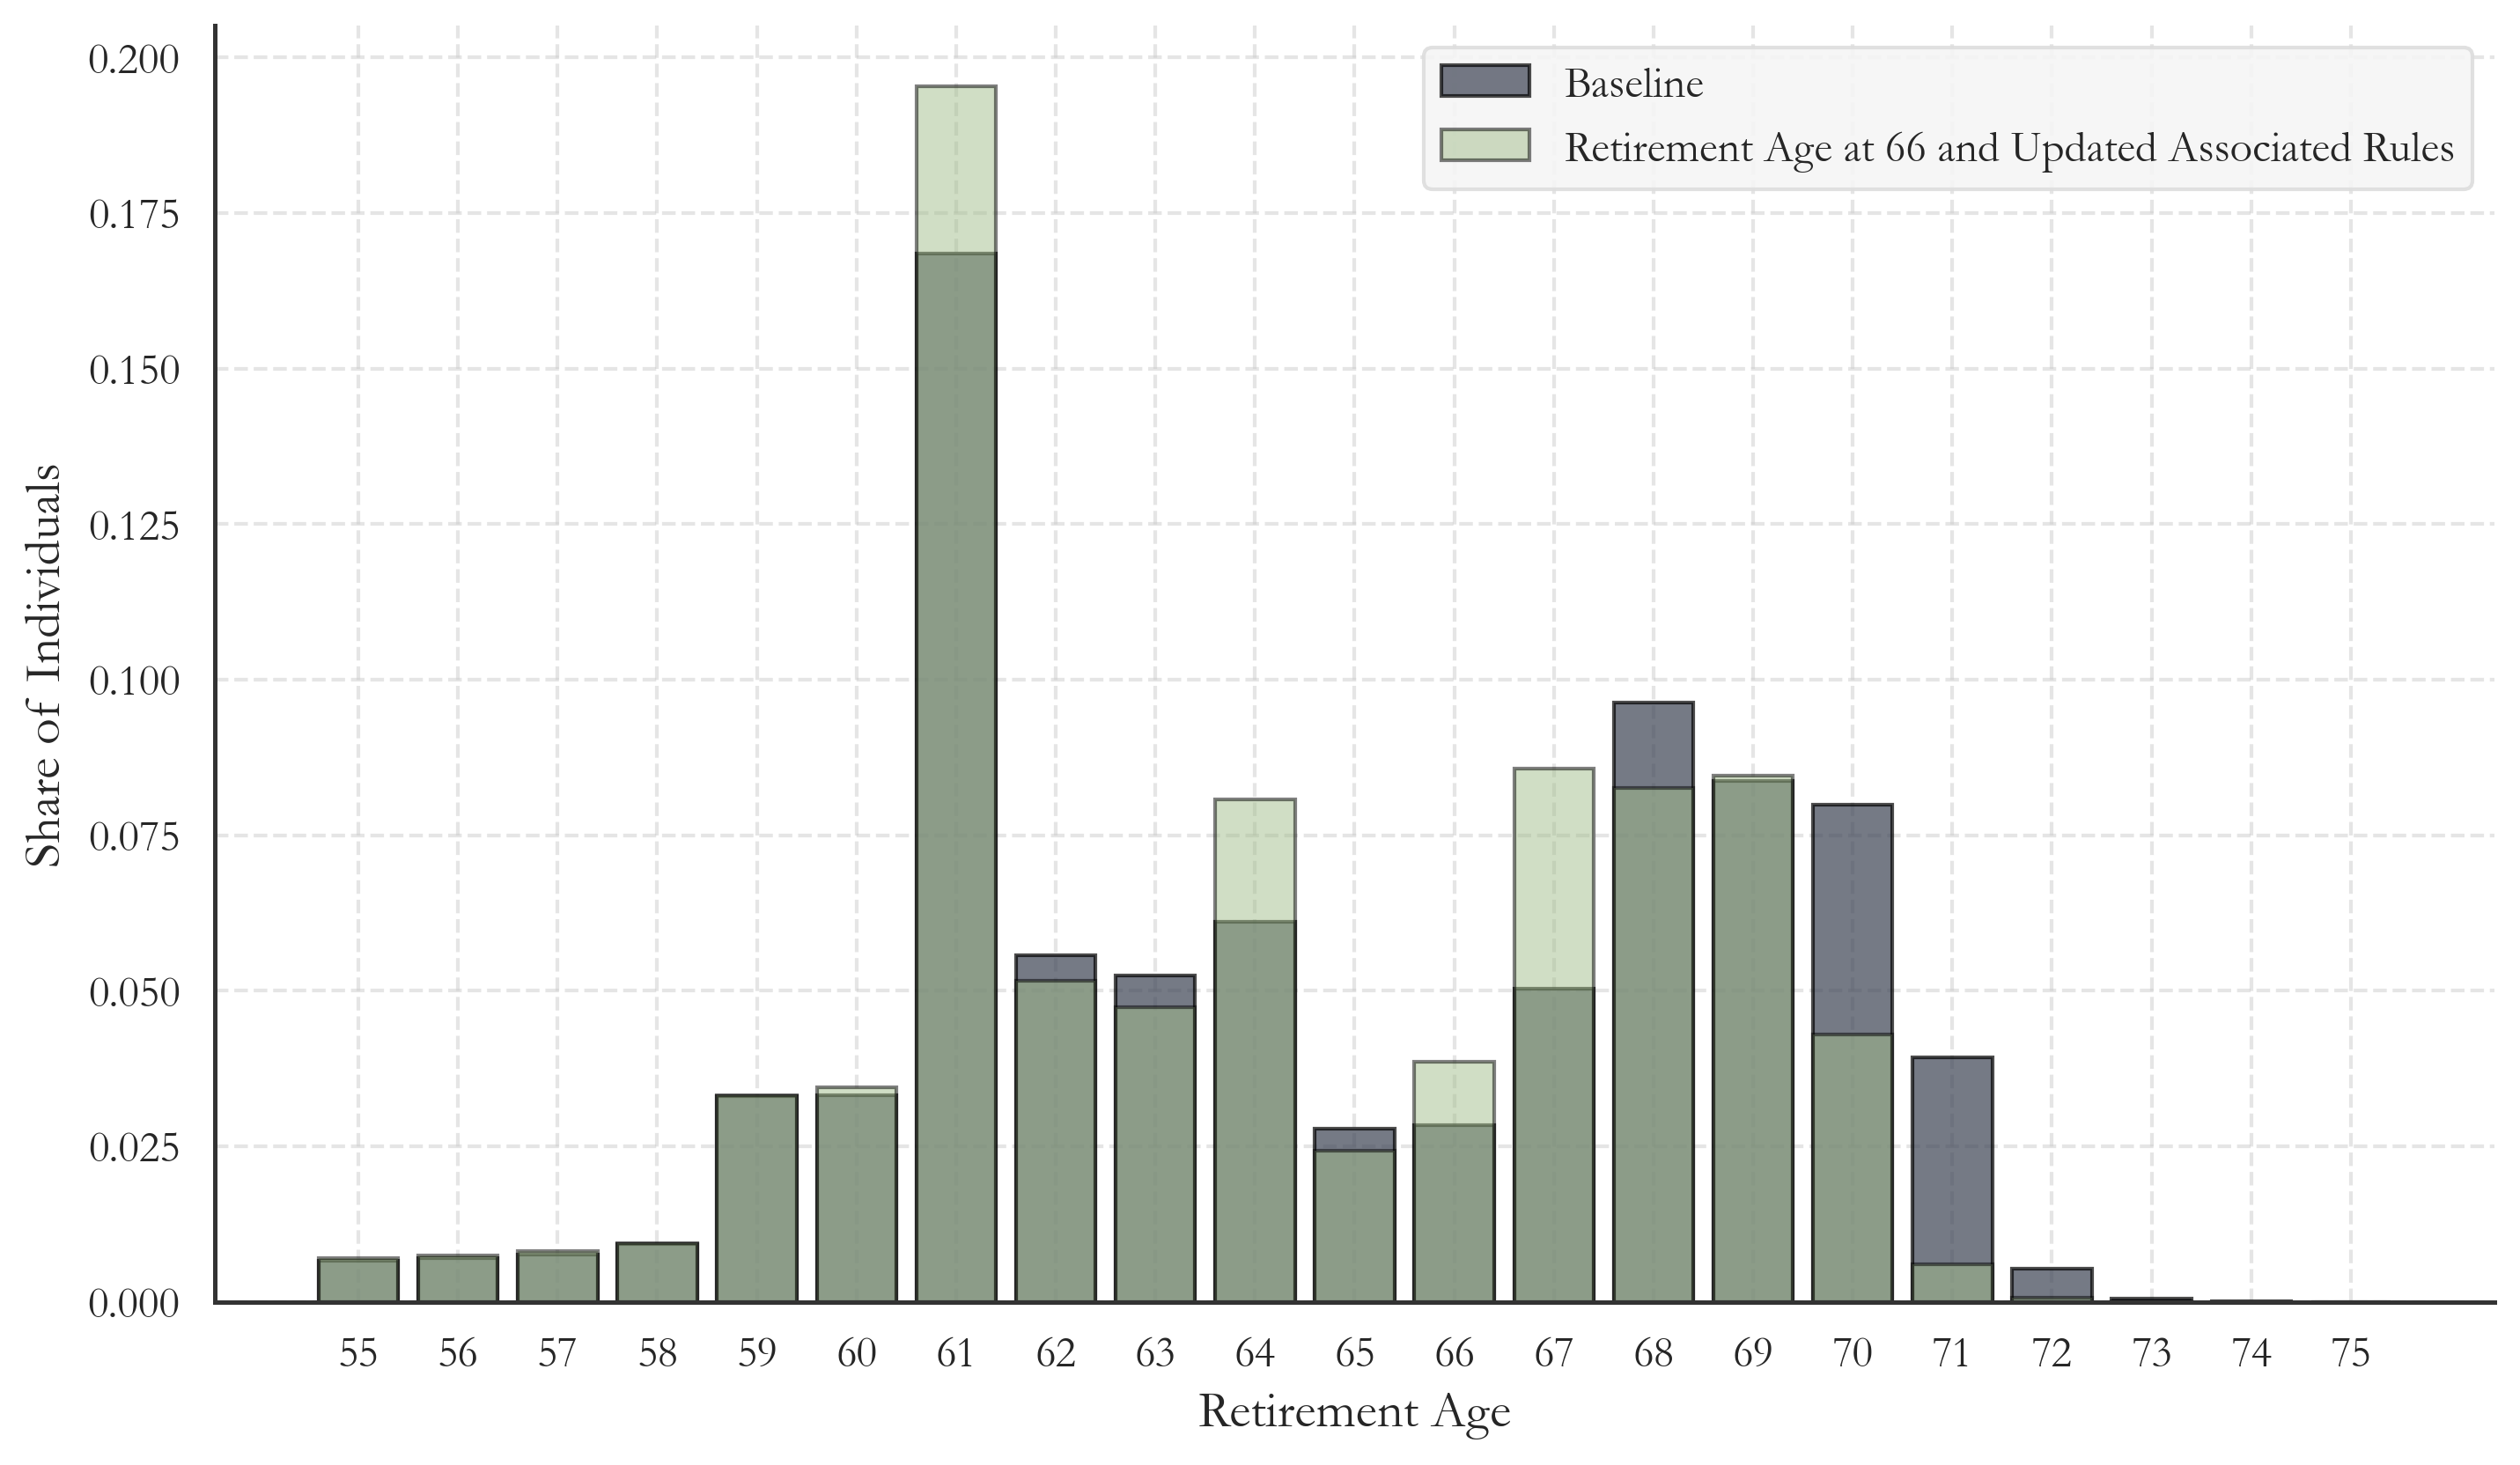 Baseline
Retirement Age at 66 and Updated Associated Rules
Share of Individuals
0.200
0.175
0.150
0.125
0.100
0.075
0.050
0.025
0.000
55 56 57 58 59 60 61 62 63 64 65 66 67 68 69 70 71 72 73 74 75
Retirement Age